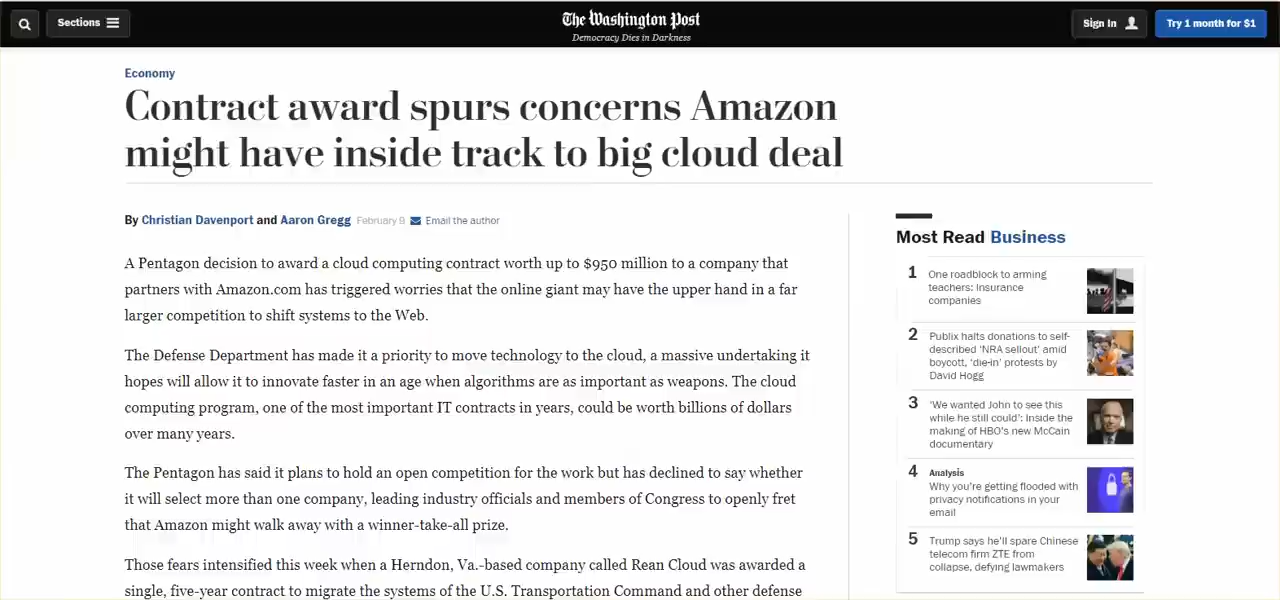 Sections
The Washington Post
Democracy Dies in Darkness
Sign In
Try 1 month for $1
Economy
Contract award spurs concerns Amazon
might have inside track to big cloud deal
By Christian Davenport and Aaron Gregg February 9 Email the author
A Pentagon decision to award a cloud computing contract worth up to $950 million to a company that
partners with Amazon.com has triggered worries that the online giant may have the upper hand in a far
larger competition to shift systems to the Web.
The Defense Department has made it a priority to move technology to the cloud, a massive undertaking it
hopes will allow it to innovate faster in an age when algorithms are as important as weapons. The cloud
computing program, one of the most important IT contracts in years, could be worth billions of dollars
over many years.
The Pentagon has said it plans to hold an open competition for the work but has declined to say whether
it will select more than one company, leading industry officials and members of Congress to openly fret
that Amazon might walk away with a winner-take-all prize.
Those fears intensified this week when a Herndon, Va.-based company called Rean Cloud was awarded a
single, five-year contract to migrate the systems of the U.S. Transportation Command and other defense
Most Read Business
1 One roadblock to arming
teachers: Insurance
companies
2 Publix halts donations to self-
described 'NRA sellout' amid
boycott, 'die-in' protests by
David Hogg
3 'We wanted John to see this
while he still could': Inside the
making of HBO's new McCain
documentary
4 Analysis
Why you're getting flooded with
privacy notifications in your
email
5 Trump says he'll spare Chinese
telecom firm ZTE from
collapse, defying lawmakers